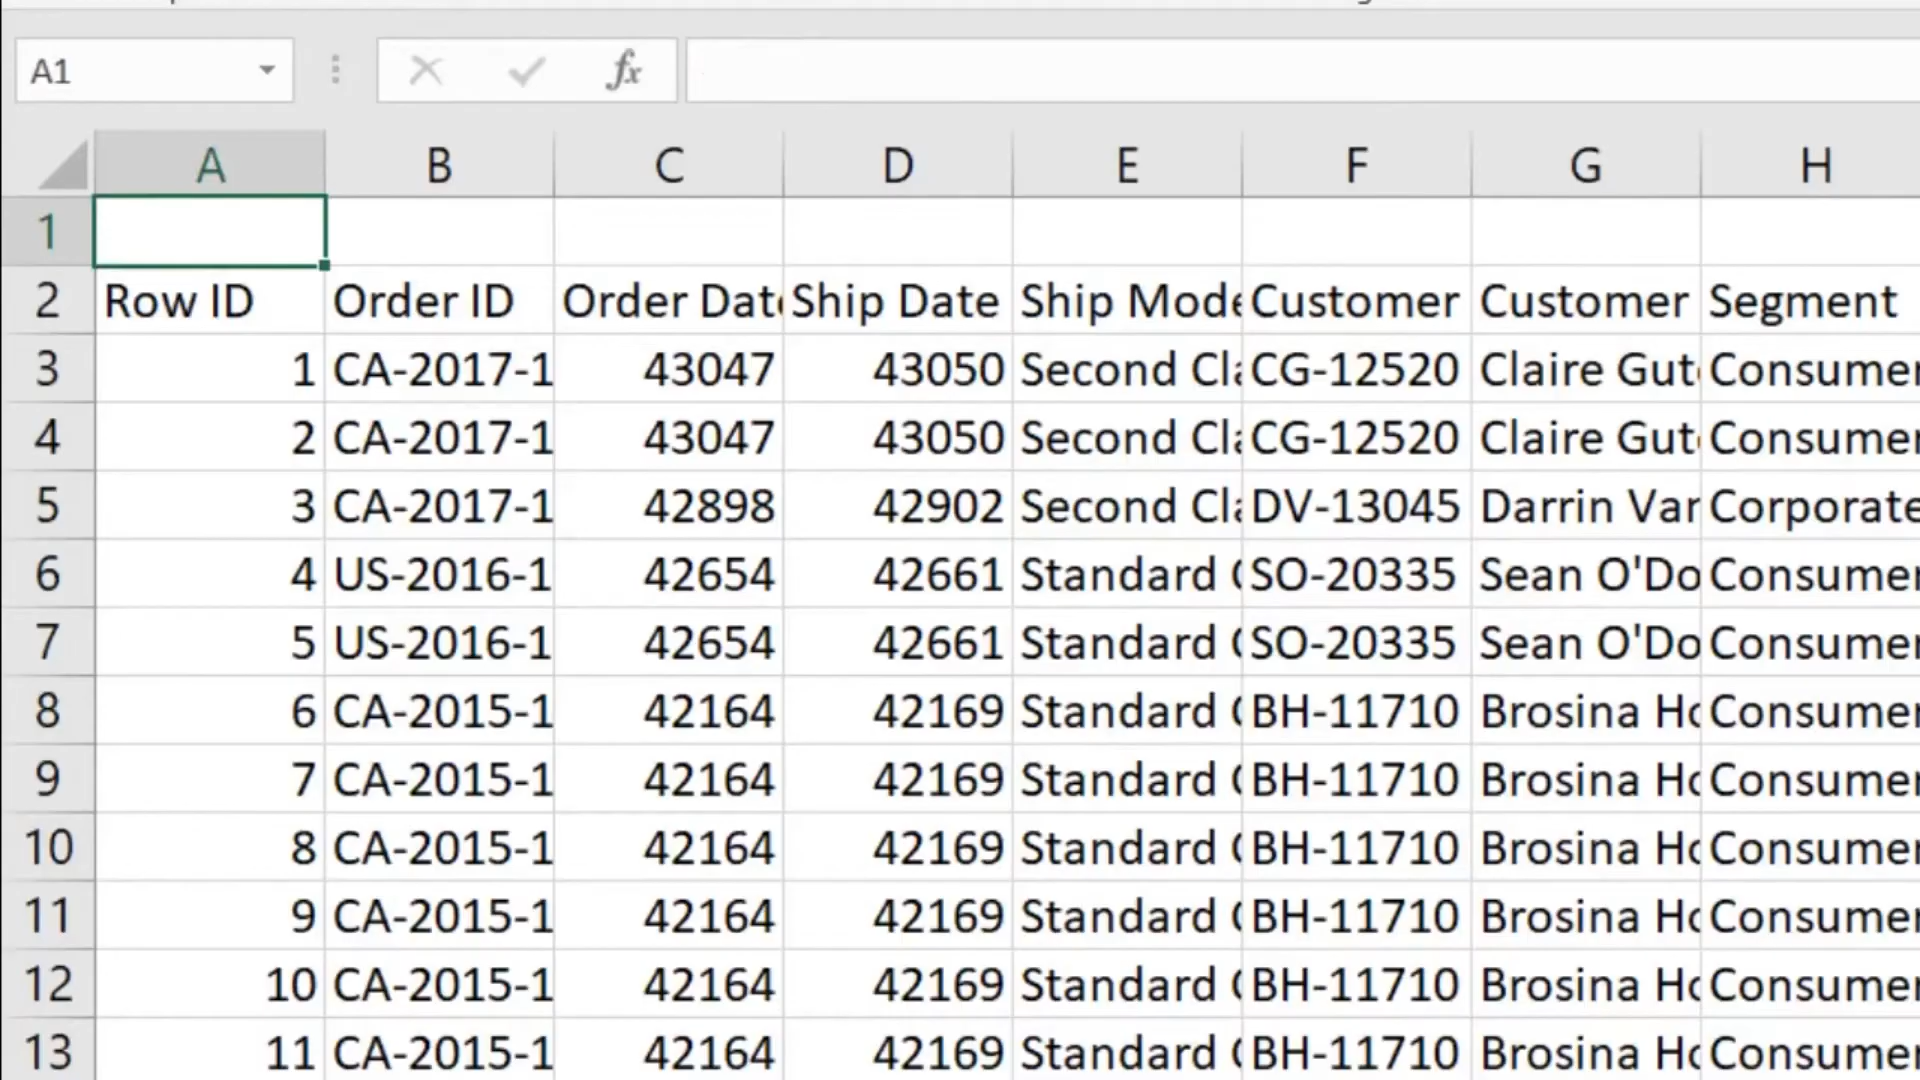 A1 fx
A B C D E F G H
1
2 Row ID Order ID Order Dat Ship Date Ship Mode Customer Customer Segment
3 1 CA-2017-1 43047 43050 Second Cla CG-12520 Claire Gut Consumer
4 2 CA-2017-1 43047 43050 Second Cla CG-12520 Claire Gut Consumer
5 3 CA-2017-1 42898 42902 Second Cla DV-13045 Darrin Van Corporate
6 4 US-2016-1 42654 42661 Standard SO-20335 Sean O'Do Consumer
7 5 US-2016-1 42654 42661 Standard SO-20335 Sean O'Do Consumer
8 6 CA-2015-1 42164 42169 Standard BH-11710 Brosina Ho Consumer
9 7 CA-2015-1 42164 42169 Standard BH-11710 Brosina Ho Consumer
10 8 CA-2015-1 42164 42169 Standard BH-11710 Brosina Ho Consumer
11 9 CA-2015-1 42164 42169 Standard BH-11710 Brosina Ho Consumer
12 10 CA-2015-1 42164 42169 Standard BH-11710 Brosina Ho Consumer
13 11 CA-2015-1 42164 42169 Standard BH-11710 Brosina Ho Consumer